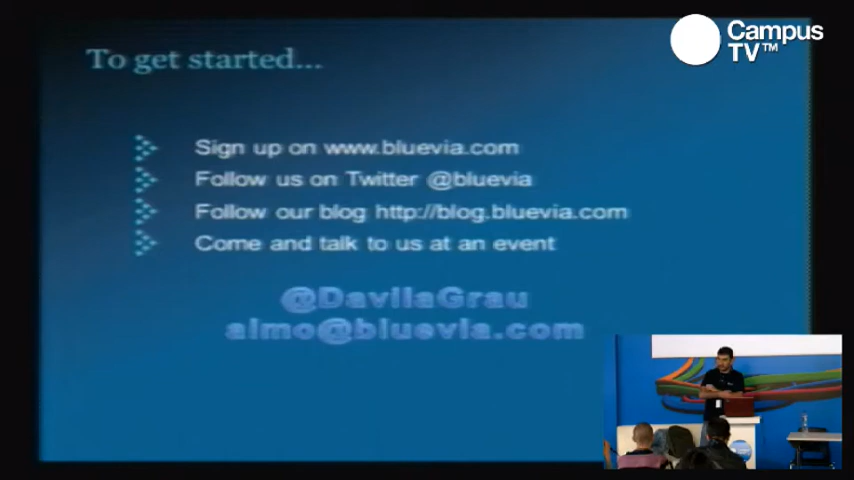 To get started...
Campus
TV™
Sign up on www.bluevia.com
Follow us on Twitter @bluevia
Follow our blog http://blog.bluevia.com
Come and talk to us at an event
@DavilaGrau
almo@bluevia.com